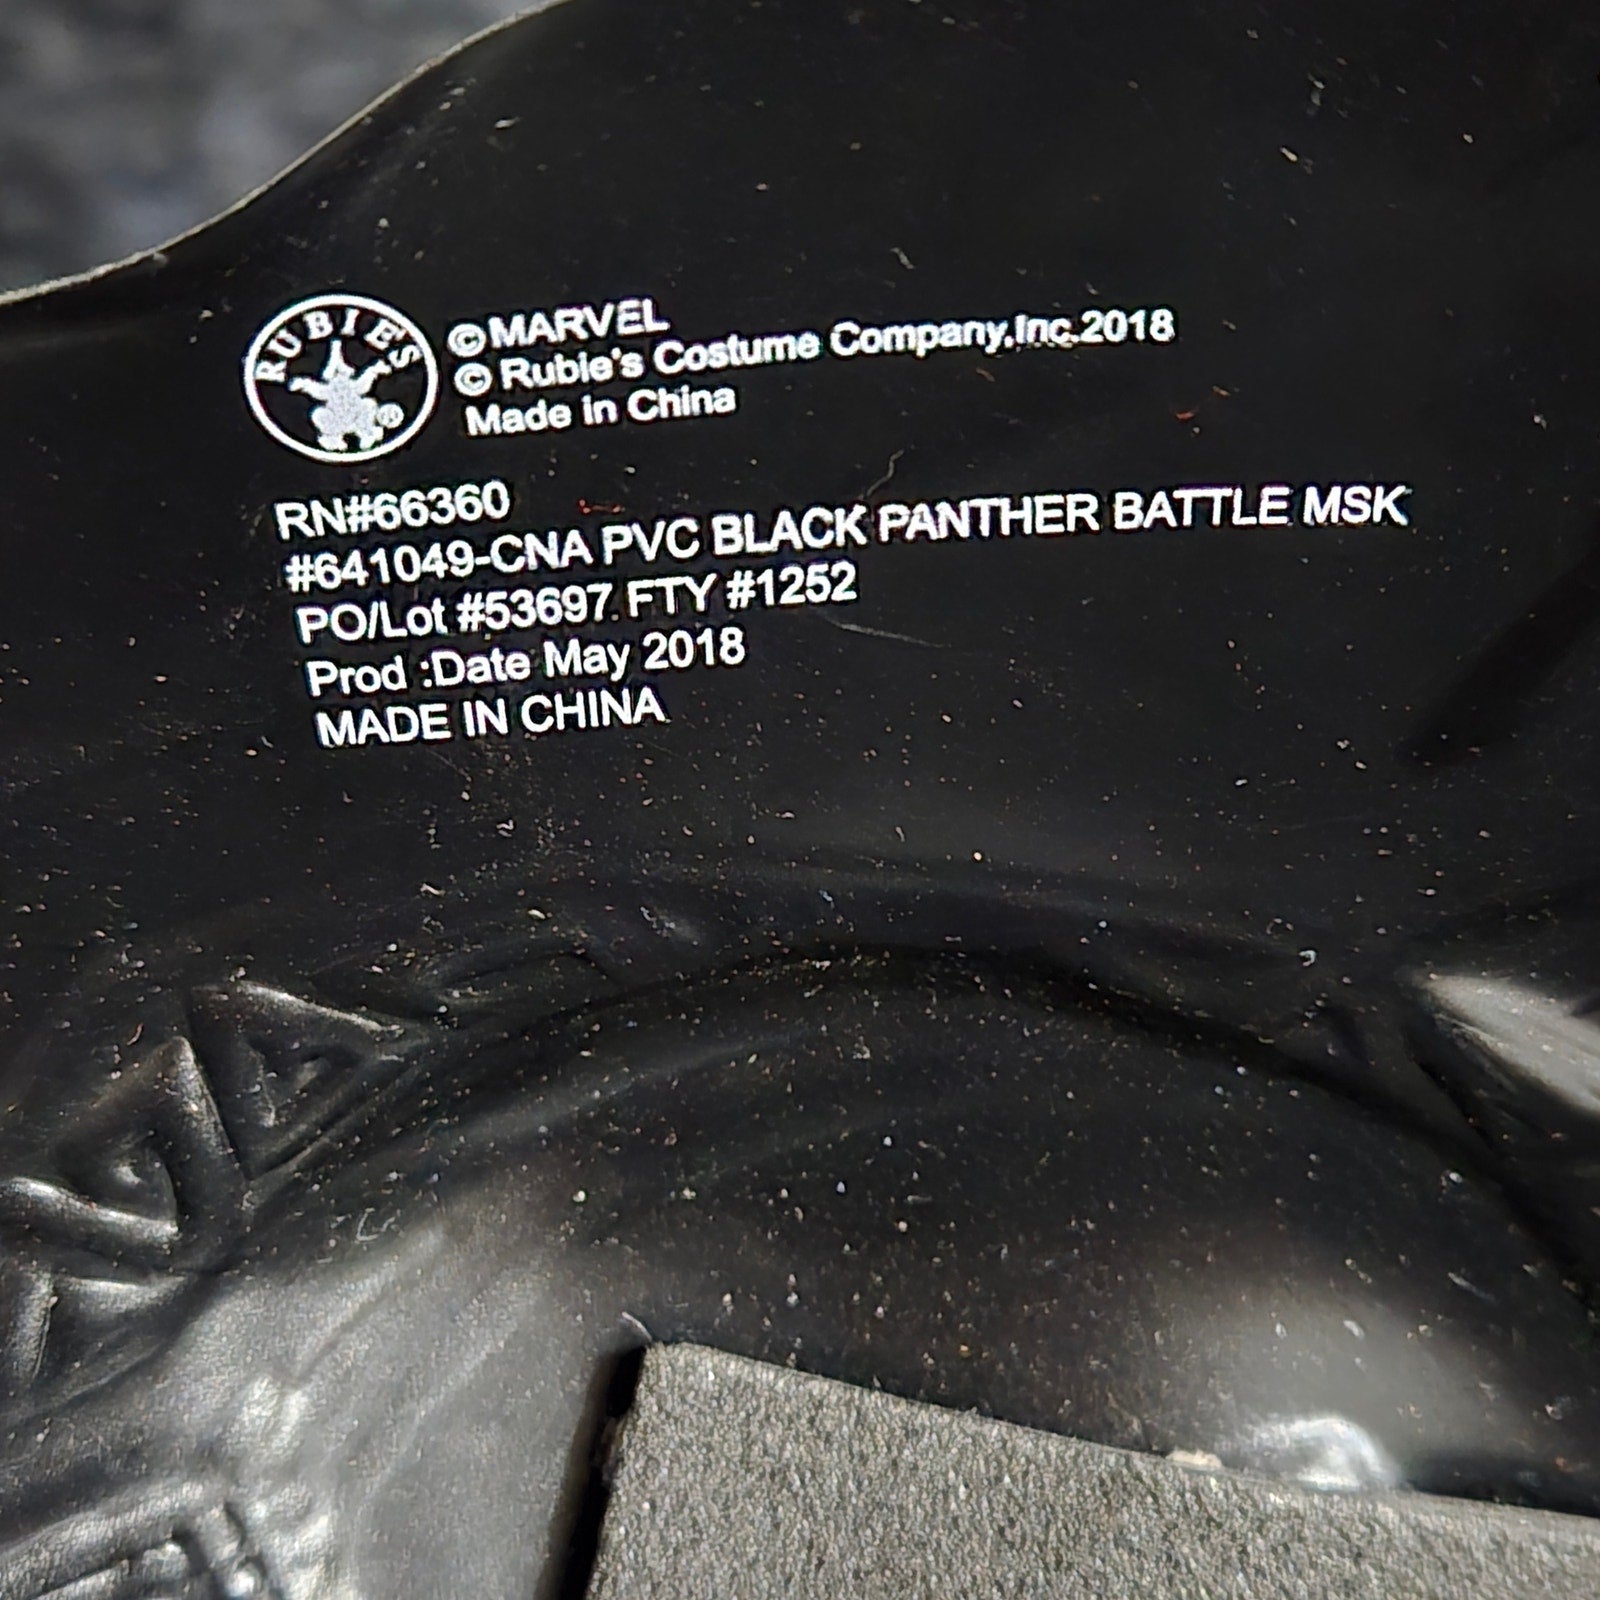 RUBIE'S ®
©MARVEL
© Rubie's Costume Company,Inc.2018
Made in China
RN#66360
#641049-CNA PVC BLACK PANTHER BATTLE MSK
PO/Lot #53697 FTY #1252
Prod :Date May 2018
MADE IN CHINA